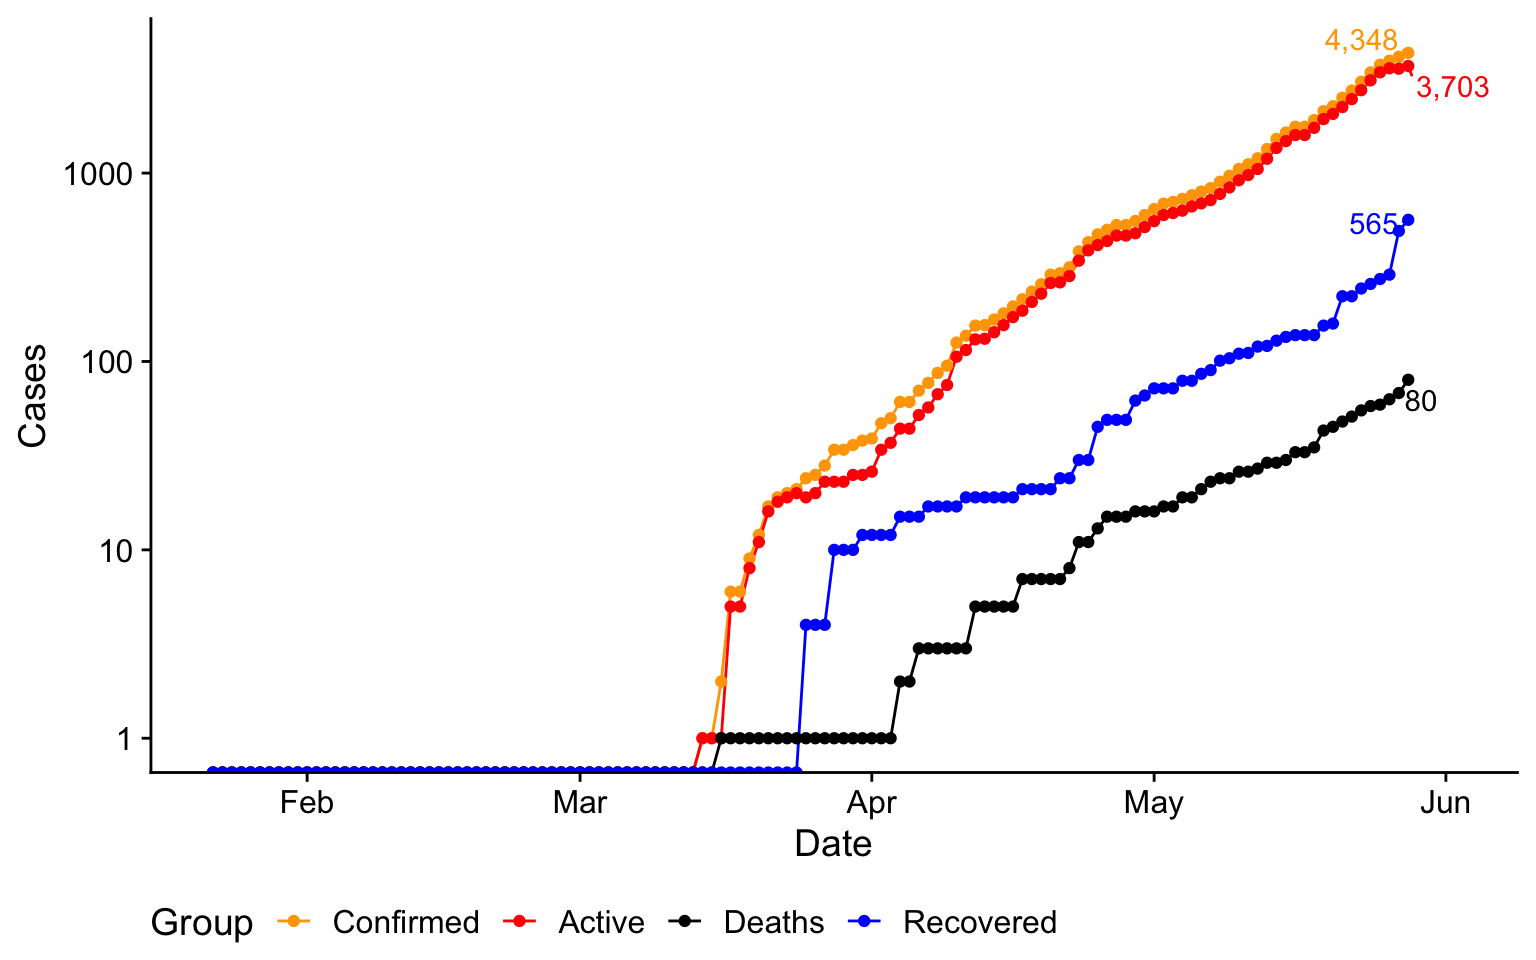 4,348
3,703
1000
565
100
80
10
1
Cases
Feb Mar Apr May Jun
Date
Group Confirmed Active Deaths Recovered